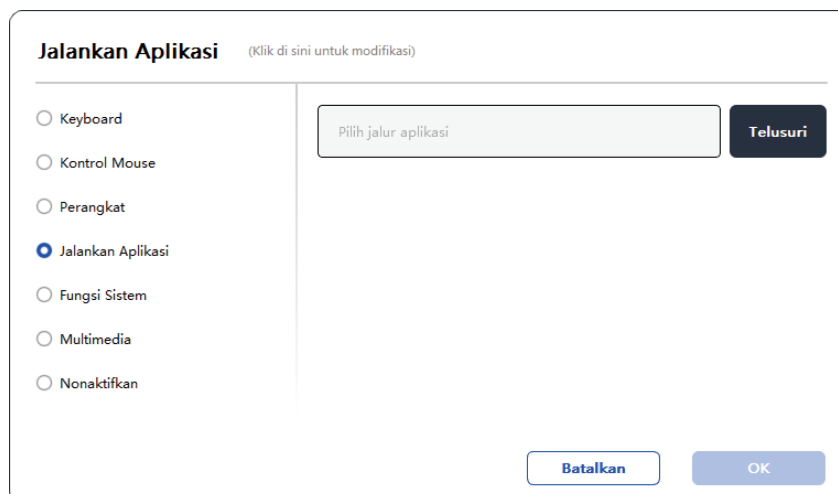 Jalankan Aplikasi (Klik di sini untuk modifikasi)
Keyboard
Kontrol Mouse
Perangkat
Jalankan Aplikasi
Fungsi Sistem
Multimedia
Nonaktifkan
Pilih jalur aplikasi
Telusuri
Batalkan
OK